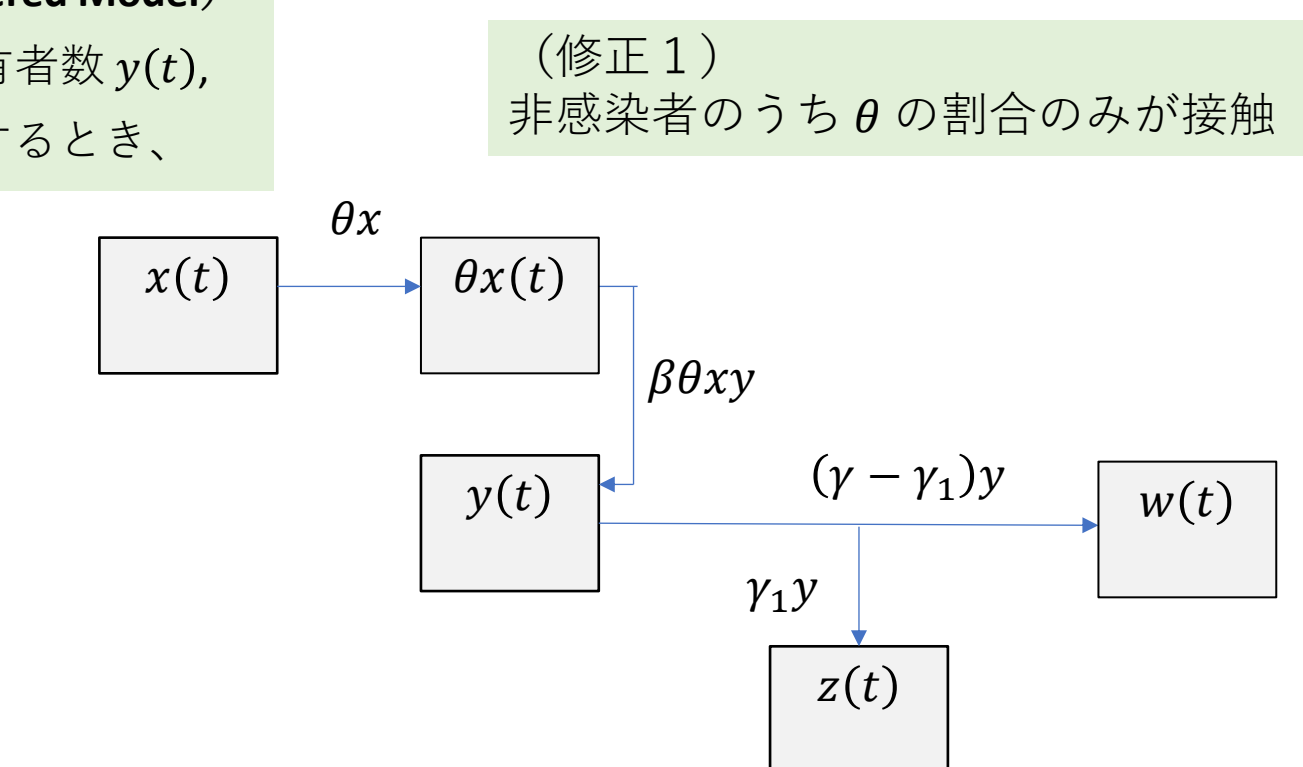 ered Model）
有者数 y(t),
するとき、
（修正１）
非感染者のうち θ の割合のみが接触
θx
x(t)
θx(t)
βθxy
y(t)
(γ − γ₁)y
w(t)
γ₁y
z(t)